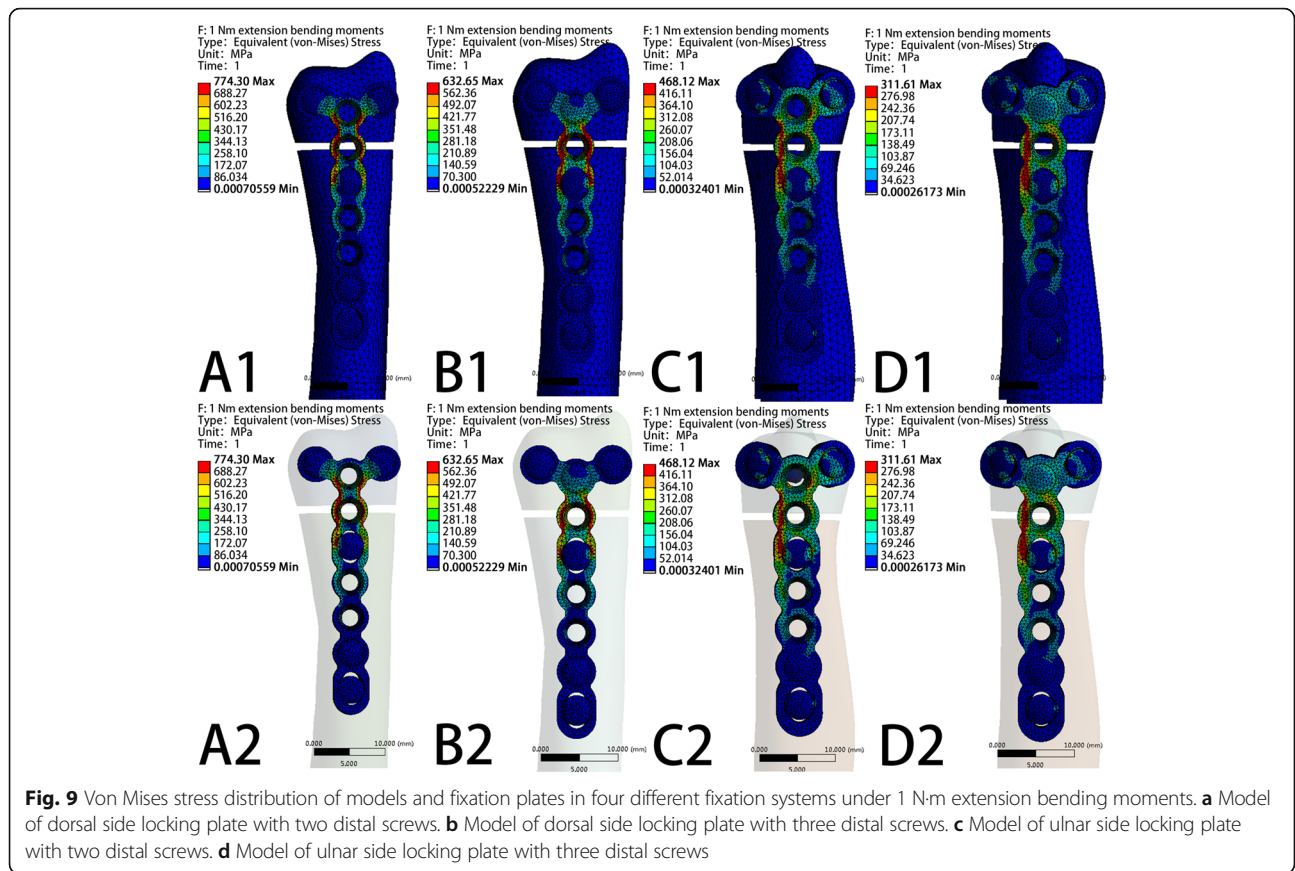 F: 1 Nm extension bending moments
Type: Equivalent (von-Mises) Stress
Unit: MPa
Time: 1
774.30 Max
688.27
602.23
516.20
430.17
344.13
258.10
172.07
86.034
0.00070559 Min
A1
F: 1 Nm extension bending moments
Type: Equivalent (von-Mises) Stress
Unit: MPa
Time: 1
632.65 Max
562.36
492.07
421.77
351.48
281.18
210.89
140.59
70.300
0.00052229 Min
B1
F: 1 Nm extension bending moments
Type: Equivalent (von-Mises) Stress
Unit: MPa
Time: 1
468.12 Max
416.11
364.10
312.08
260.07
208.06
156.04
104.03
52.014
0.00032401 Min
C1
F: 1 Nm extension bending moments
Type: Equivalent (von-Mises) Stress
Unit: MPa
Time: 1
311.61 Max
276.98
242.36
207.74
173.11
138.49
103.87
69.246
34.623
0.00026173 Min
D1
F: 1 Nm extension bending moments
Type: Equivalent (von-Mises) Stress
Unit: MPa
Time: 1
774.30 Max
688.27
602.23
516.20
430.17
344.13
258.10
172.07
86.034
0.00070559 Min
A2
0.000 10.000 (mm)
5.000
F: 1 Nm extension bending moments
Type: Equivalent (von-Mises) Stress
Unit: MPa
Time: 1
632.65 Max
562.36
492.07
421.77
351.48
281.18
210.89
140.59
70.300
0.00052229 Min
B2
0.000 10.000 (mm)
5.000
F: 1 Nm extension bending moments
Type: Equivalent (von-Mises) Stress
Unit: MPa
Time: 1
468.12 Max
416.11
364.10
312.08
260.07
208.06
156.04
104.03
52.014
0.00032401 Min
C2
0.000 10.000 (mm)
5.000
F: 1 Nm extension bending moments
Type: Equivalent (von-Mises) Stress
Unit: MPa
Time: 1
311.61 Max
276.98
242.36
207.74
173.11
138.49
103.87
69.246
34.623
0.00026173 Min
D2
0.000 10.000 (mm)
5.000
Fig. 9 Von Mises stress distribution of models and fixation plates in four different fixation systems under 1 N·m extension bending moments. a Model
of dorsal side locking plate with two distal screws. b Model of dorsal side locking plate with three distal screws. c Model of ulnar side locking plate
with two distal screws. d Model of ulnar side locking plate with three distal screws